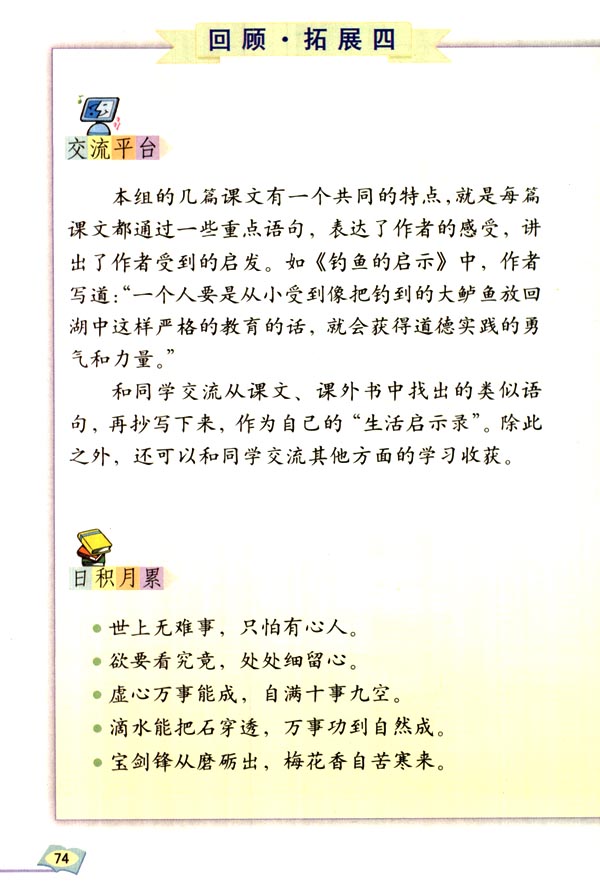 回顾·拓展四
交流平台
本组的几篇课文有一个共同的特点,就是每篇
课文都通过一些重点语句，表达了作者的感受，讲
出了作者受到的启发。如《钓鱼的启示》中，作者
写道：“一个人要是从小受到像把钓到的大鲈鱼放回
湖中这样严格的教育的话，就会获得道德实践的勇
气和力量。”
和同学交流从课文、课外书中找出的类似语
句，再抄写下来，作为自己的“生活启示录”。除此
之外，还可以和同学交流其他方面的学习收获。
日积月累
世上无难事，只怕有心人。
欲要看究竟，处处细留心。
虚心万事能成，自满十事九空。
滴水能把石穿透，万事功到自然成。
宝剑锋从磨砺出，梅花香自苦寒来。
74